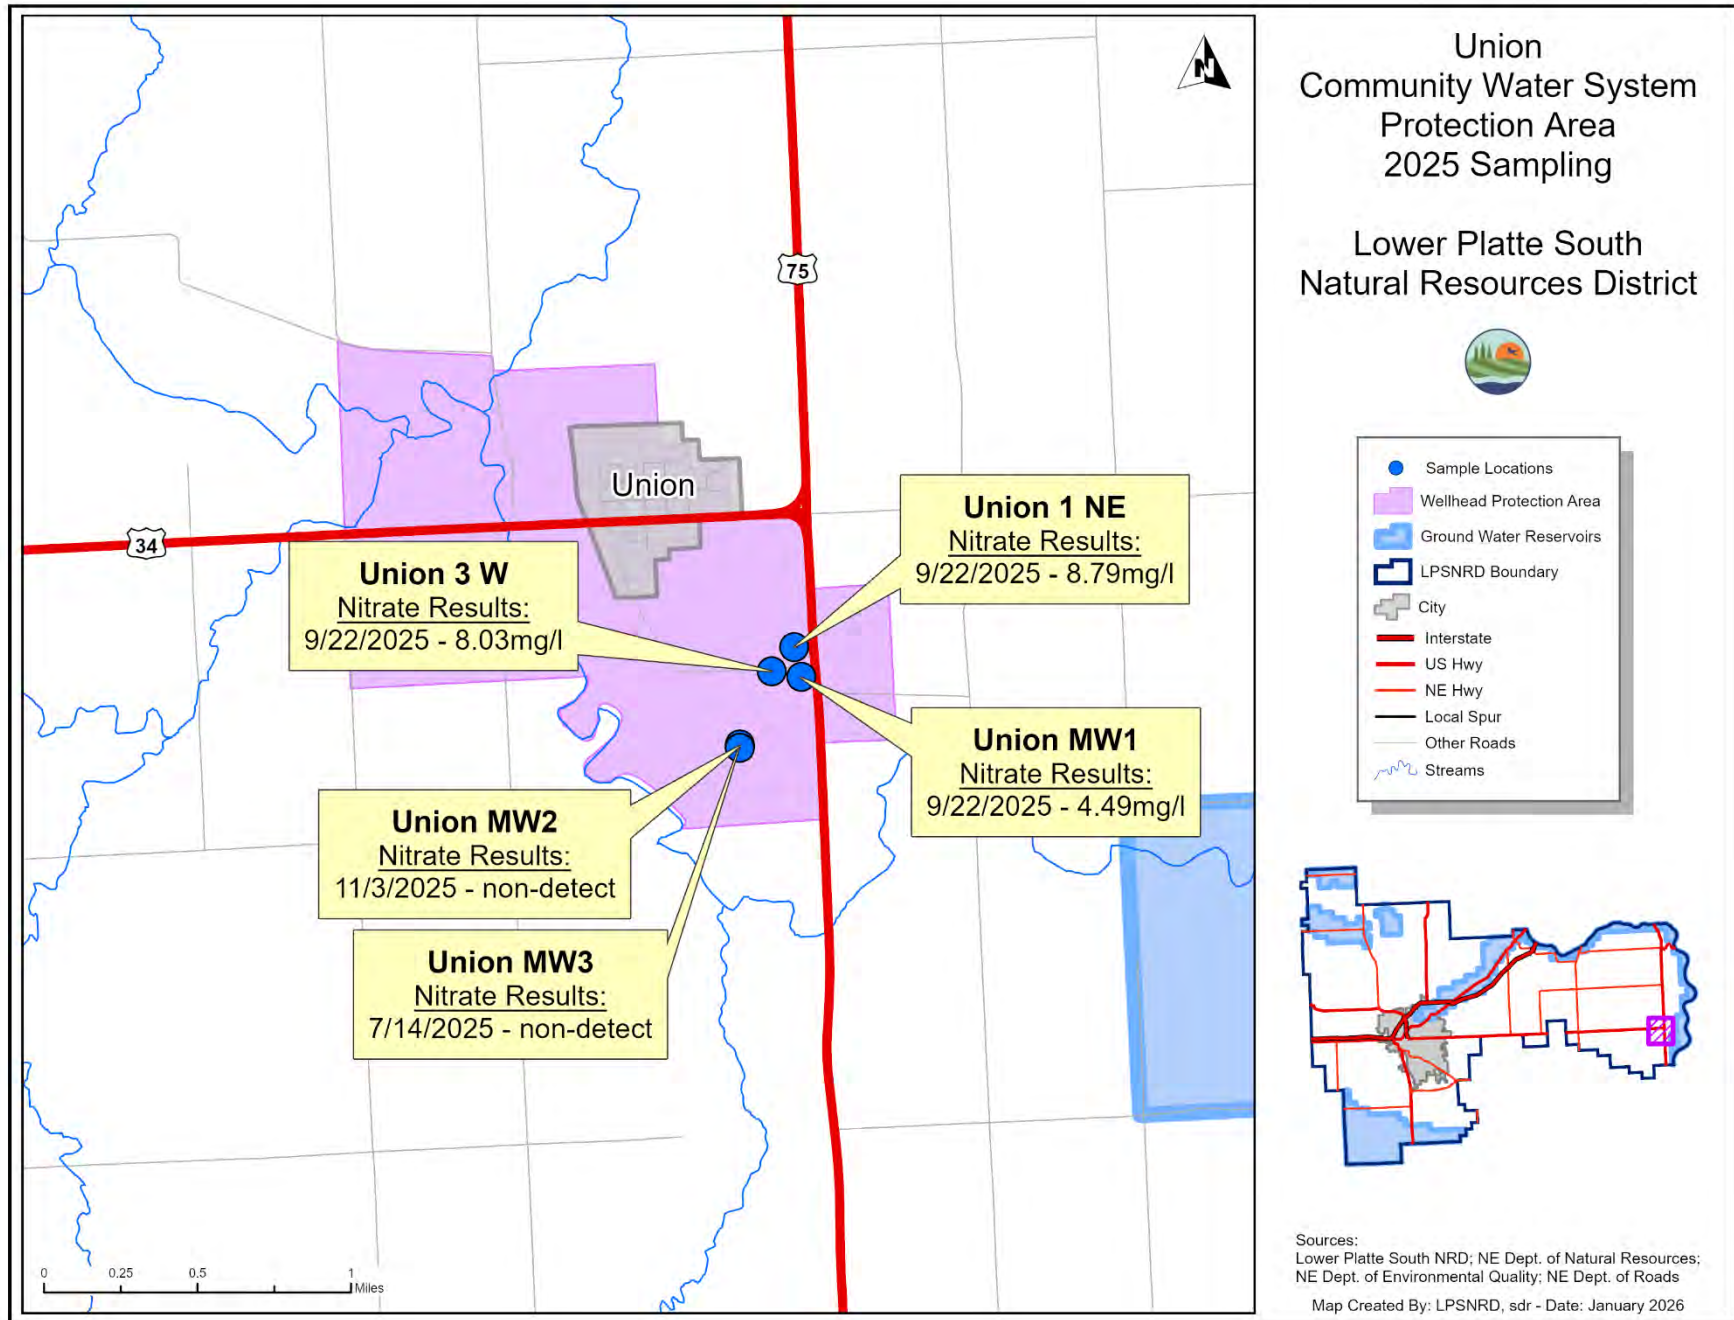 Union
Community Water System
Protection Area
2025 Sampling
Lower Platte South
Natural Resources District
N
75
34
Union
Union 1 NE
Nitrate Results:
9/22/2025 - 8.79mg/l
Union 3 W
Nitrate Results:
9/22/2025 - 8.03mg/l
Union MW1
Nitrate Results:
9/22/2025 - 4.49mg/l
Union MW2
Nitrate Results:
11/3/2025 - non-detect
Union MW3
Nitrate Results:
7/14/2025 - non-detect
0 0.25 0.5 1
Miles
Sample Locations
Wellhead Protection Area
Ground Water Reservoirs
LPSNRD Boundary
City
Interstate
US Hwy
NE Hwy
Local Spur
Other Roads
Streams
Sources:
Lower Platte South NRD; NE Dept. of Natural Resources;
NE Dept. of Environmental Quality; NE Dept. of Roads
Map Created By: LPSNRD, sdr - Date: January 2026